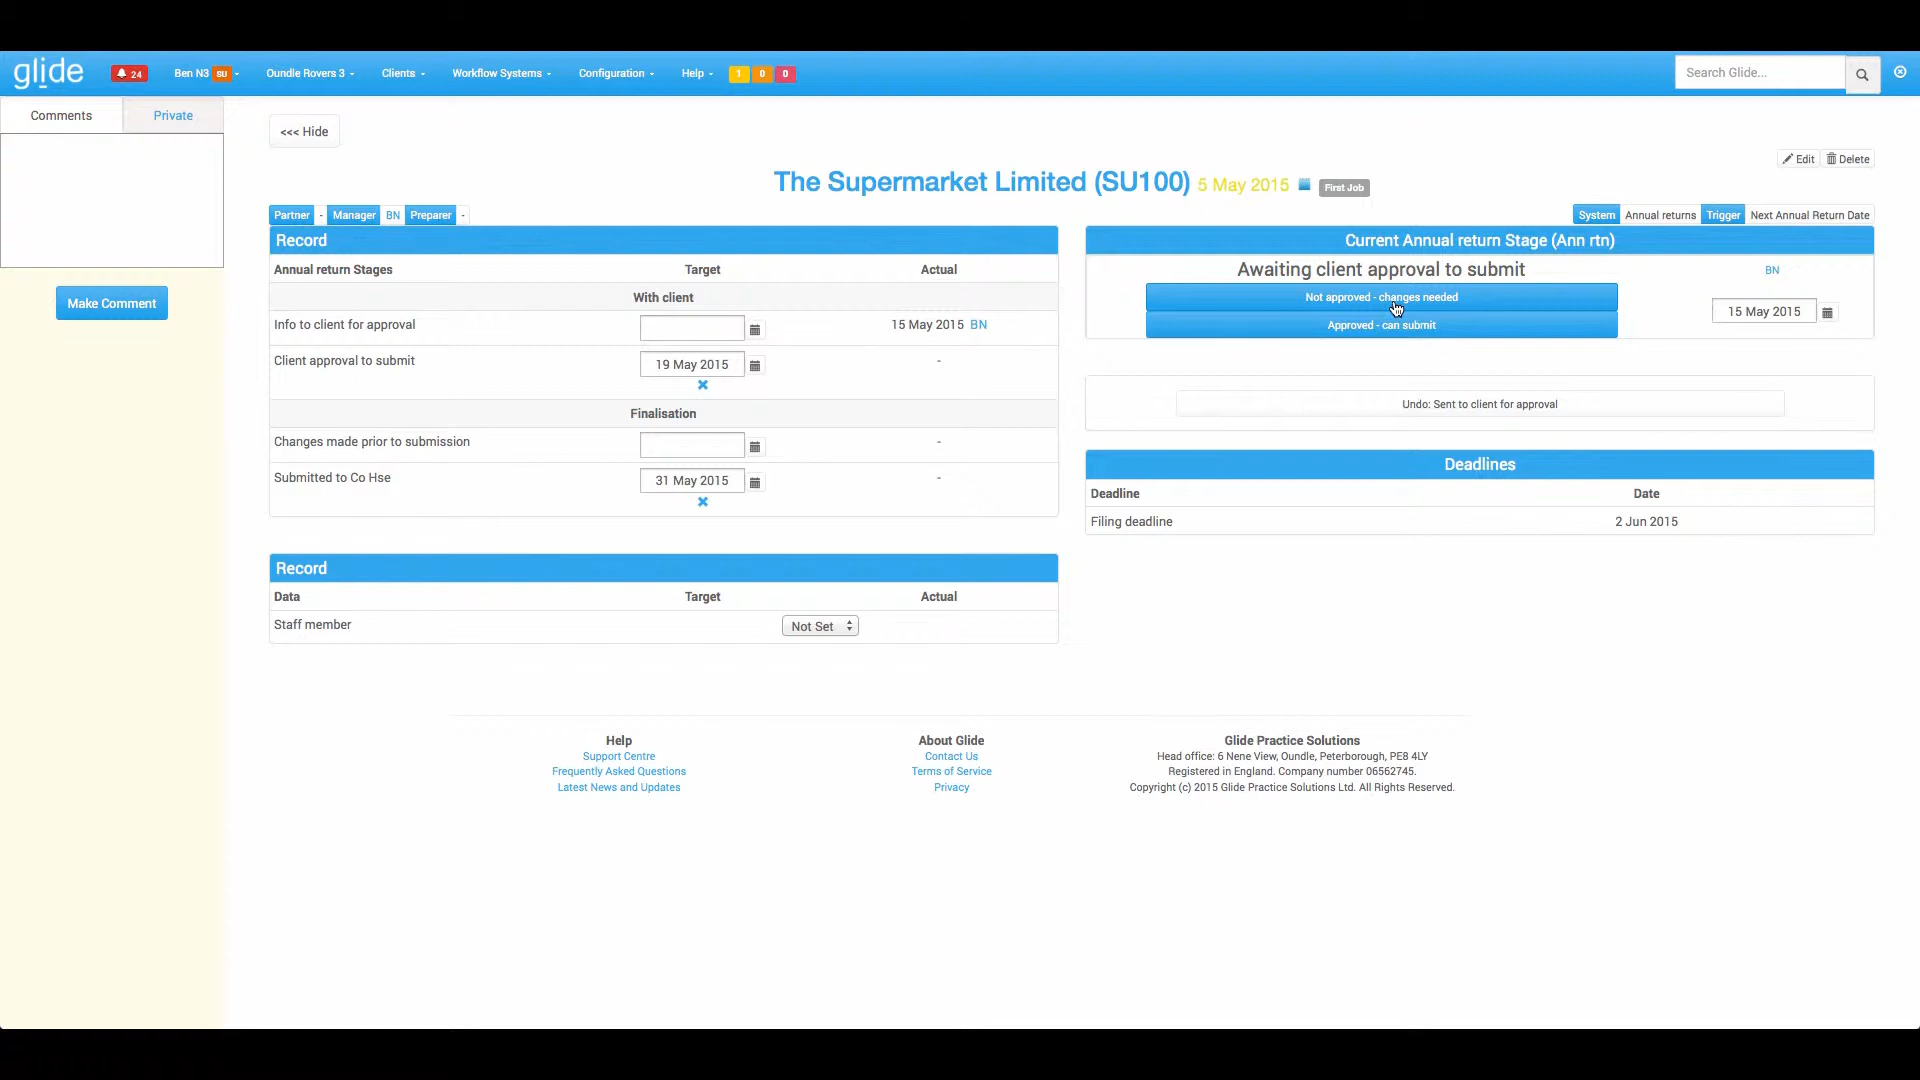 glide
24
Ben N3 SU
Oundle Rovers 3
Clients
Workflow Systems
Configuration
Help
1 0 0
Search Glide...
Comments
Private
Make Comment
<<< Hide
Edit
Delete
The Supermarket Limited (SU100) 5 May 2015 First Job
Partner - Manager BN Preparer -
System Annual returns Trigger Next Annual Return Date
Record
Annual return Stages Target Actual
With client
Info to client for approval 15 May 2015 BN
Client approval to submit 19 May 2015 -
Finalisation
Changes made prior to submission -
Submitted to Co Hse 31 May 2015 -
Record
Data Target Actual
Staff member Not Set
Current Annual return Stage (Ann rtn)
Awaiting client approval to submit BN
Not approved - changes needed
15 May 2015
Approved - can submit
Undo: Sent to client for approval
Deadlines
Deadline Date
Filing deadline 2 Jun 2015
Help
Support Centre
Frequently Asked Questions
Latest News and Updates
About Glide
Contact Us
Terms of Service
Privacy
Glide Practice Solutions
Head office: 6 Nene View, Oundle, Peterborough, PE8 4LY
Registered in England. Company number 06562745.
Copyright (c) 2015 Glide Practice Solutions Ltd. All Rights Reserved.